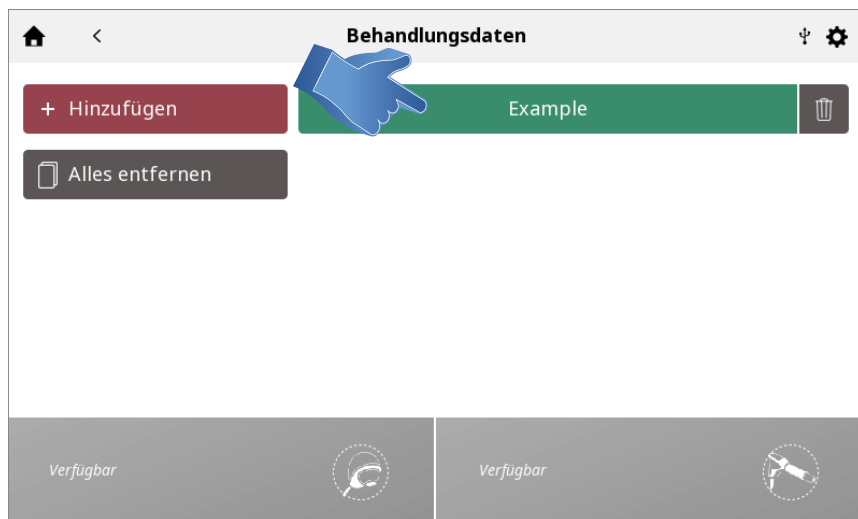 Behandlungsdaten
+ Hinzufügen
Example
Alles entfernen
Verfügbar
Verfügbar